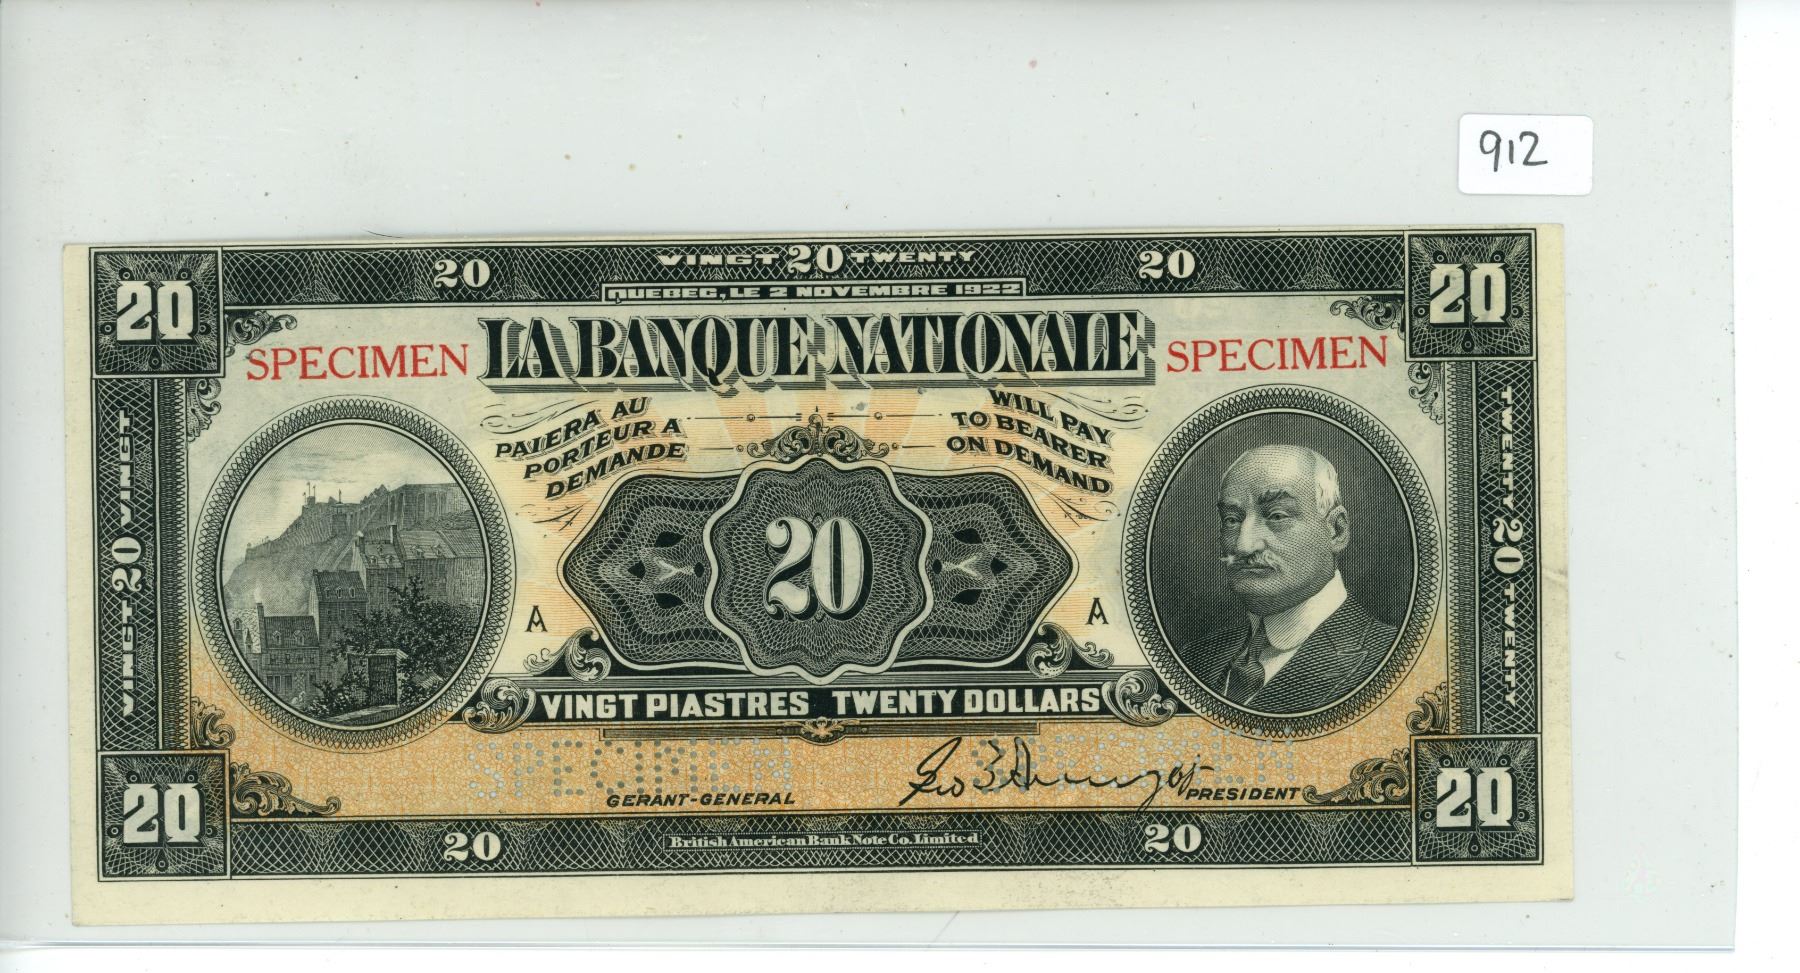 912
20 VINGT 20 TWENTY 20
20 QUEBEC, LE 2 NOVEMBRE 1922 20
SPECIMEN LA BANQUE NATIONALE SPECIMEN
PAIERA AU
PORTEUR A
DEMANDE
WILL PAY
TO BEARER
ON DEMAND
VINGT 20 VINGT
TWENTY 20 TWENTY
20
A A
VINGT PIASTRES TWENTY DOLLARS
SPECIMEN SPECIMEN
GERANT-GENERAL PRESIDENT
20 20
20 British American Bank Note Co. Limited 20